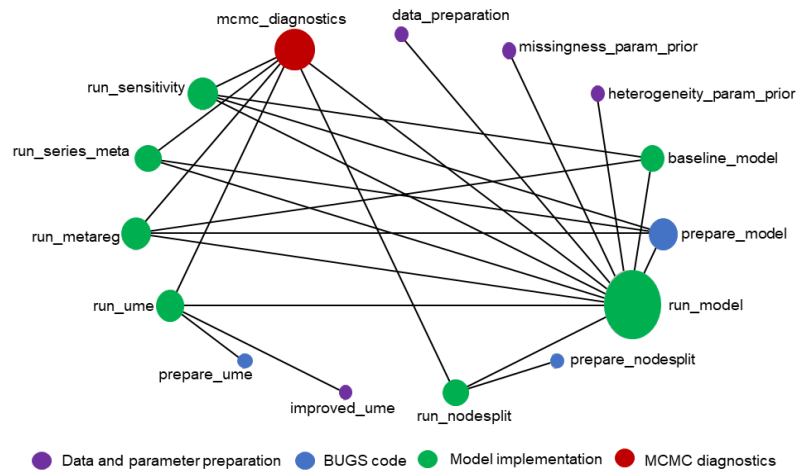 mcmc_diagnostics
data_preparation
missingness_param_prior
run_sensitivity
heterogeneity_param_prior
run_series_meta
baseline_model
run_metareg
prepare_model
run_ume
run_model
prepare_ume
prepare_nodesplit
improved_ume
run_nodesplit
Data and parameter preparation BUGS code Model implementation MCMC diagnostics